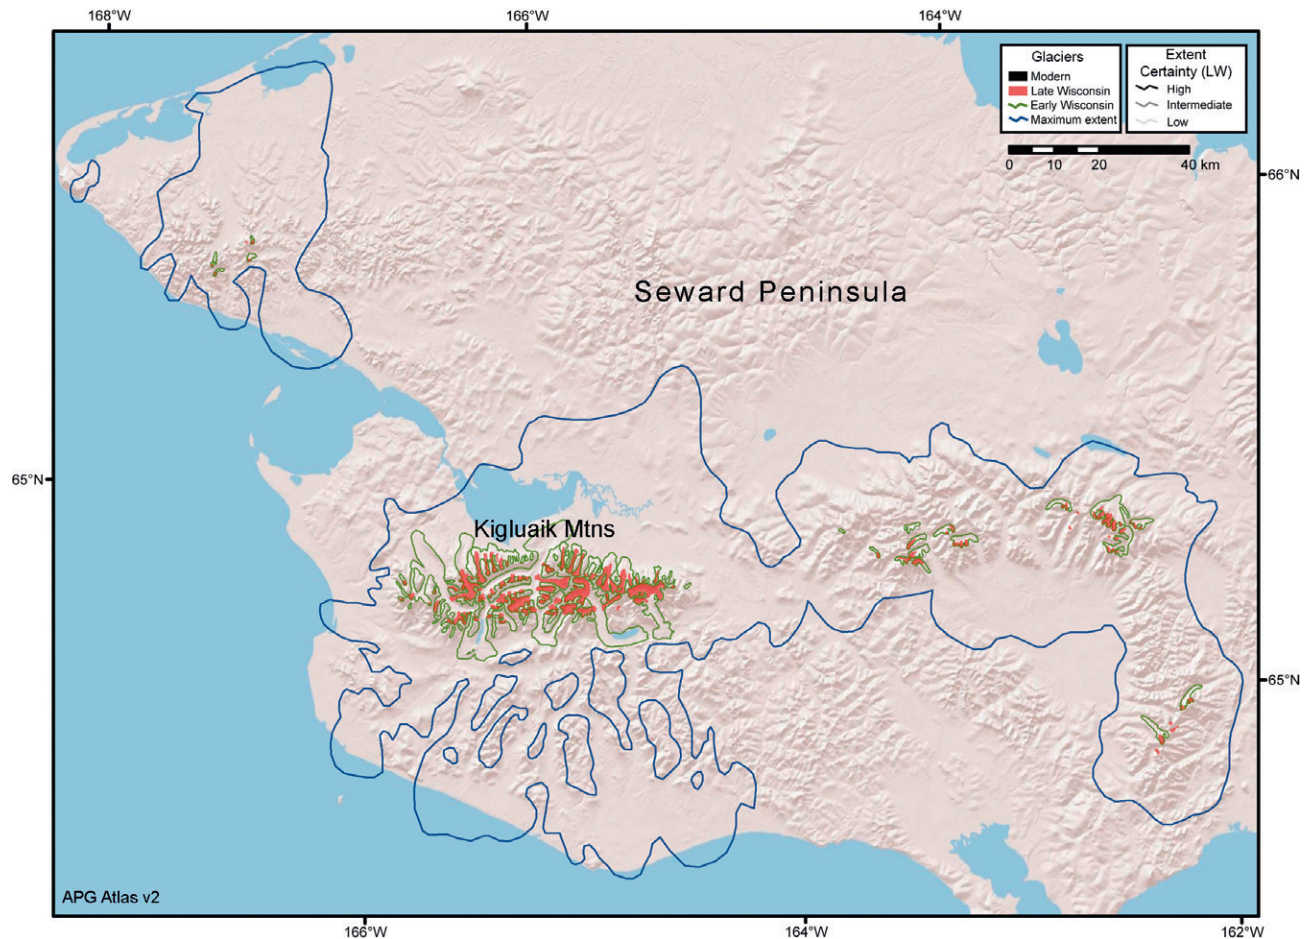 168°W
166°W
164°W
Glaciers
Modern
Late Wisconsin
Early Wisconsin
Maximum extent
Extent
Certainty (LW)
High
Intermediate
Low
0 10 20 40 km
66°N
66°N
Seward Peninsula
65°N
Kigluaik Mtns
65°N
APG Atlas v2
166°W
164°W
162°W